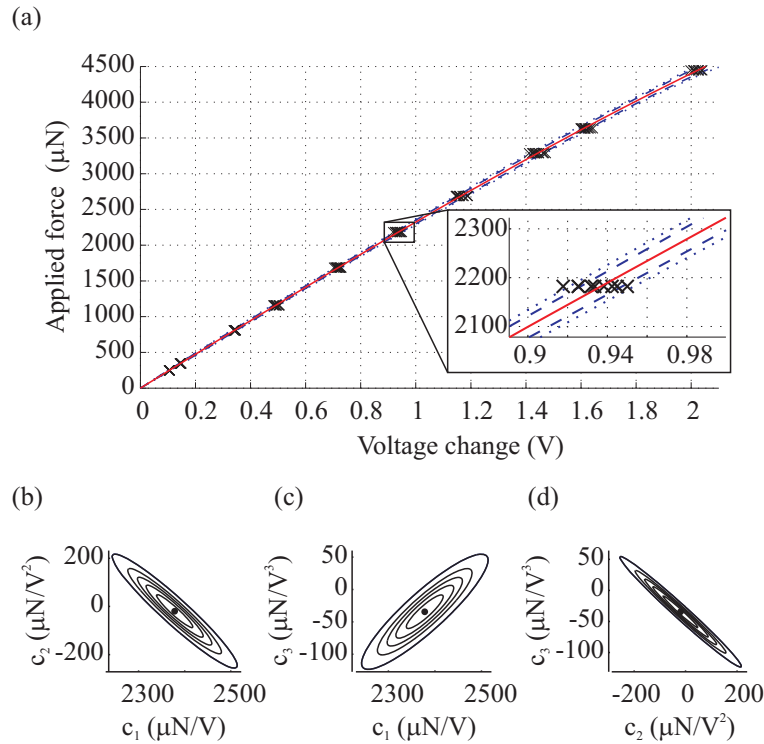 (a)
Applied force (μN)
4500
4000
3500
3000
2500
2000
1500
1000
500
0
0 0.2 0.4 0.6 0.8 1 1.2 1.4 1.6 1.8 2
Voltage change (V)
2300
2200
2100
0.9 0.94 0.98
(b)
c2 (μN/V²)
200
0
-200
2300 2500
c1 (μN/V)
(c)
c3 (μN/V³)
50
0
-50
-100
2300 2500
c1 (μN/V)
(d)
c3 (μN/V³)
50
0
-50
-100
-200 0 200
c2 (μN/V²)